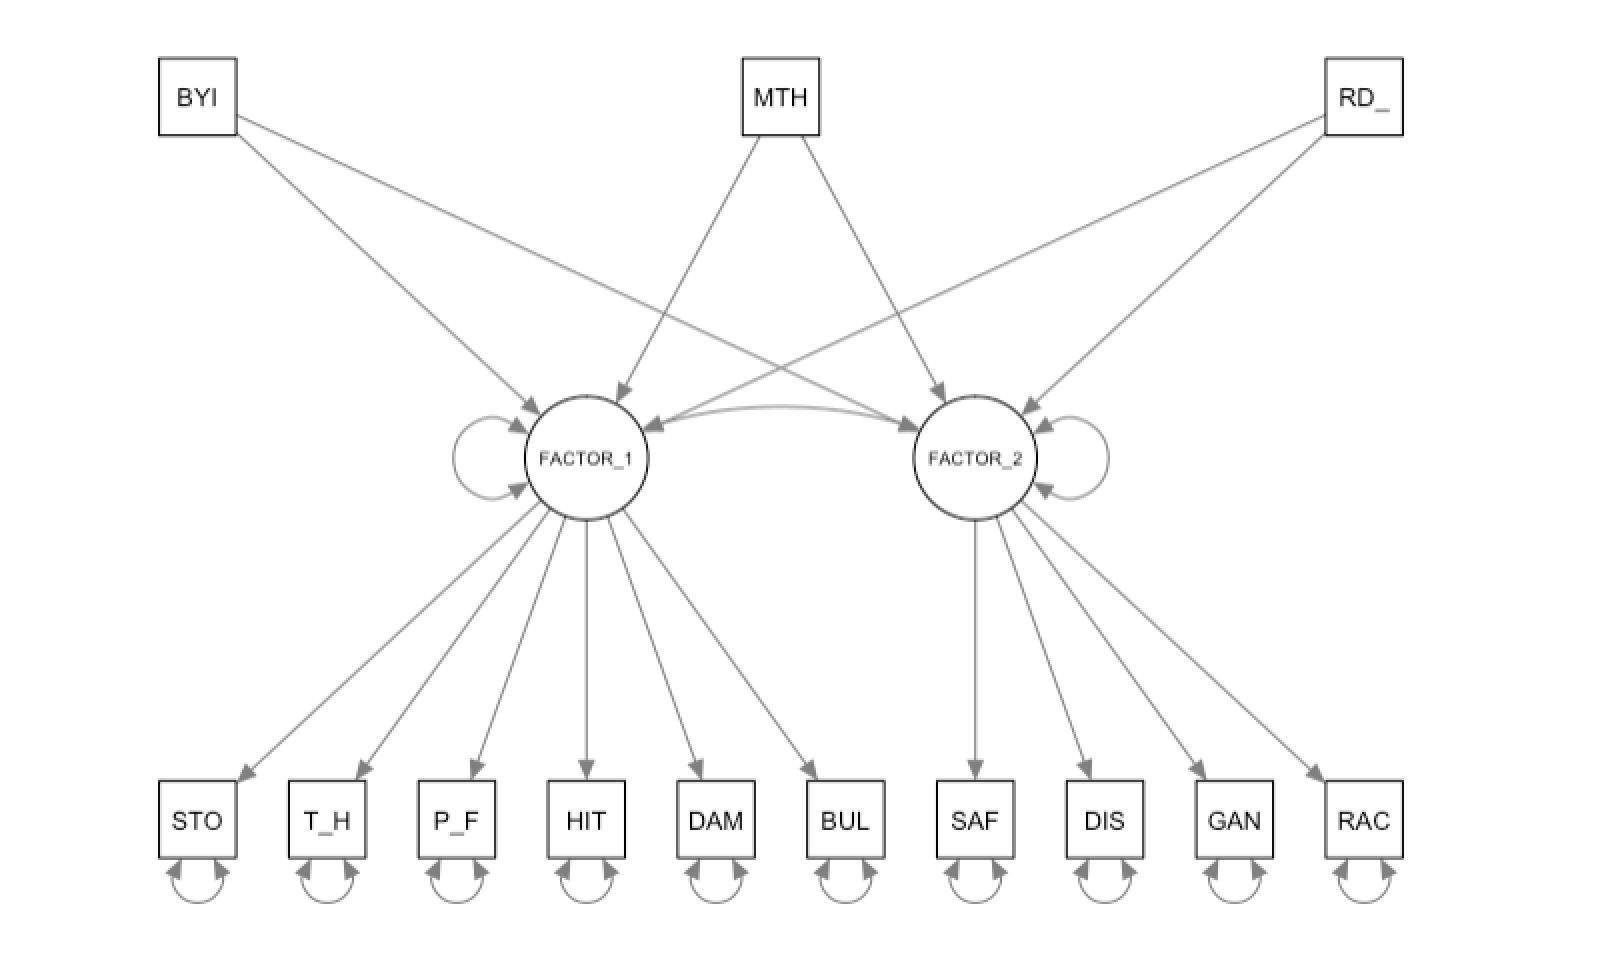 BYI
MTH
RD_
FACTOR_1
FACTOR_2
STO
T_H
P_F
HIT
DAM
BUL
SAF
DIS
GAN
RAC